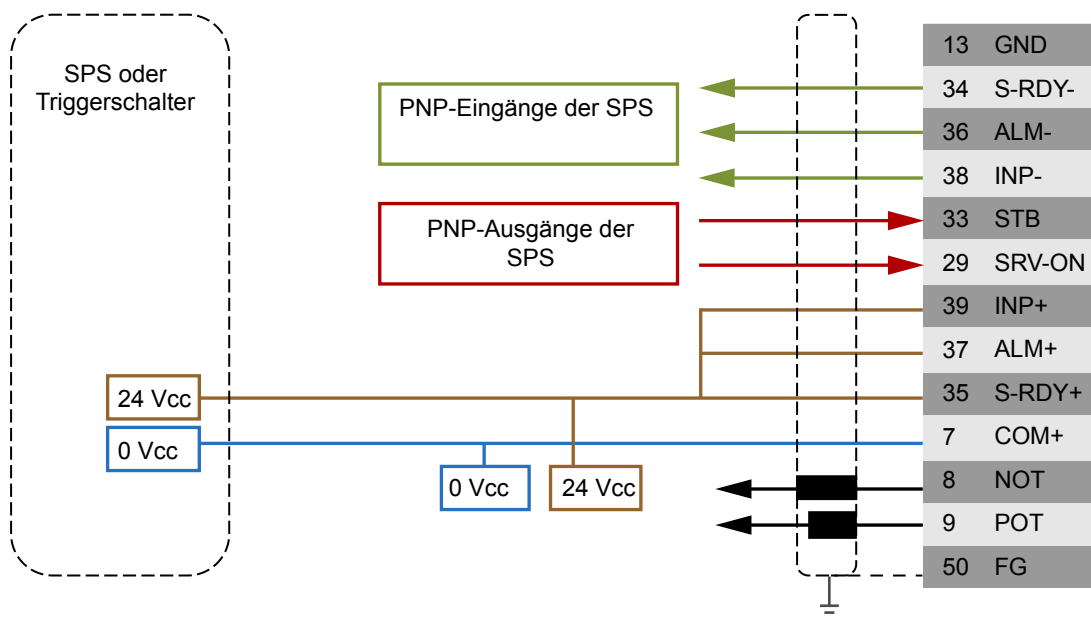 SPS oder
Triggerschalter
PNP-Eingänge der SPS
PNP-Ausgänge der
SPS
24 Vcc
0 Vcc
0 Vcc
24 Vcc
13 GND
34 S-RDY-
36 ALM-
38 INP-
33 STB
29 SRV-ON
39 INP+
37 ALM+
35 S-RDY+
7 COM+
8 NOT
9 POT
50 FG